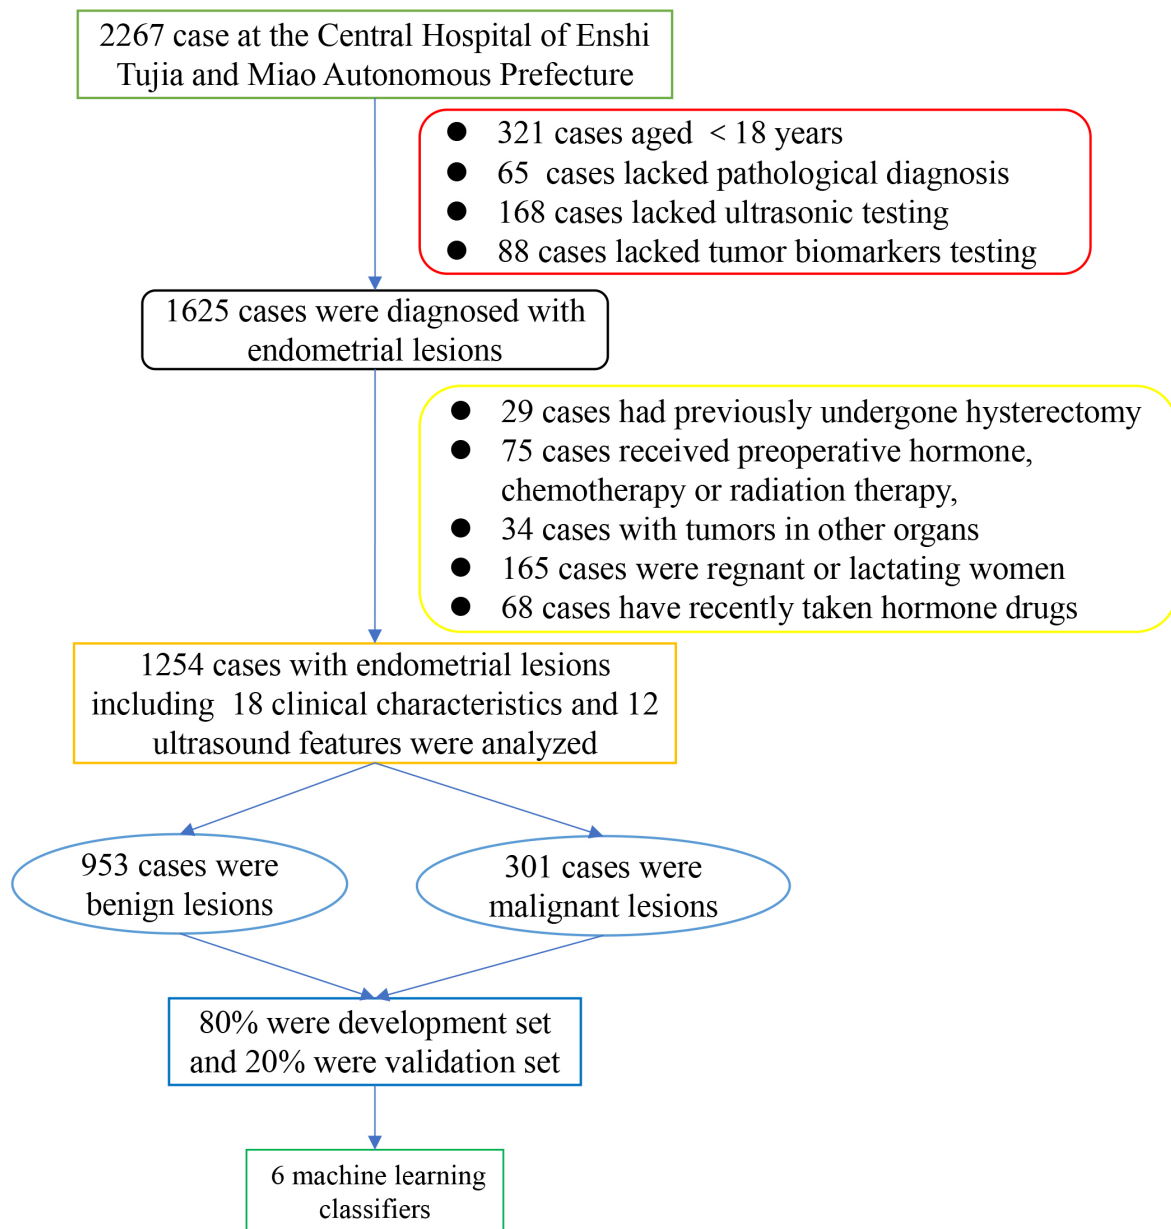 2267 case at the Central Hospital of Enshi
Tujia and Miao Autonomous Prefecture
● 321 cases aged < 18 years
● 65 cases lacked pathological diagnosis
● 168 cases lacked ultrasonic testing
● 88 cases lacked tumor biomarkers testing
1625 cases were diagnosed with
endometrial lesions
● 29 cases had previously undergone hysterectomy
● 75 cases received preoperative hormone,
chemotherapy or radiation therapy,
● 34 cases with tumors in other organs
● 165 cases were regnant or lactating women
● 68 cases have recently taken hormone drugs
1254 cases with endometrial lesions
including 18 clinical characteristics and 12
ultrasound features were analyzed
953 cases were
benign lesions
301 cases were
malignant lesions
80% were development set
and 20% were validation set
6 machine learning
classifiers